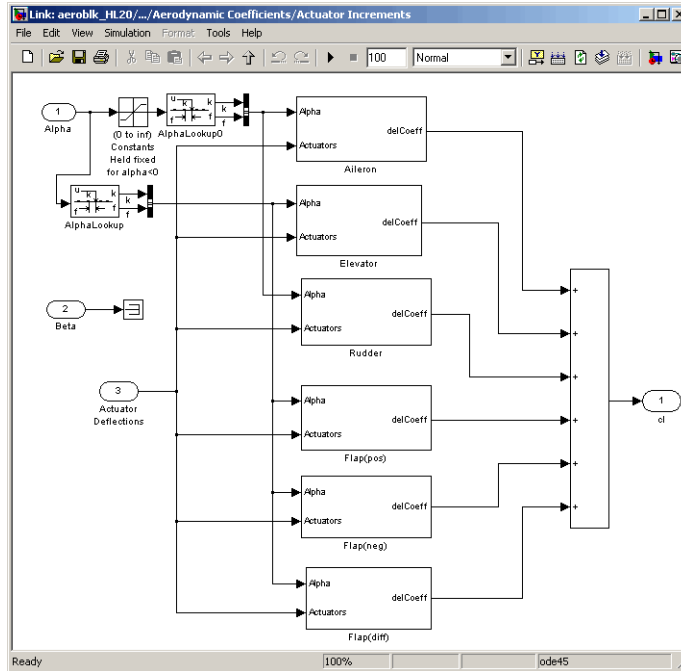 Link: aeroblk_HL20/.../Aerodynamic Coefficients/Actuator Increments
File Edit View Simulation Format Tools Help
100 Normal
1
Alpha
(0 to inf)
Constants
Held fixed
for alpha<0
u k k
f f
AlphaLookup0
k
f
u k k
f f
AlphaLookup
k
f
Alpha
Actuators
delCoeff
Aileron
Alpha
Actuators
delCoeff
Elevator
2
Beta
Alpha
Actuators
delCoeff
Rudder
3
Actuator
Deflections
Alpha
Actuators
delCoeff
Flap(pos)
Alpha
Actuators
delCoeff
Flap(neg)
Alpha
Actuators
delCoeff
Flap(diff)
+
+
+
+
+
+
1
cl
Ready 100% ode45